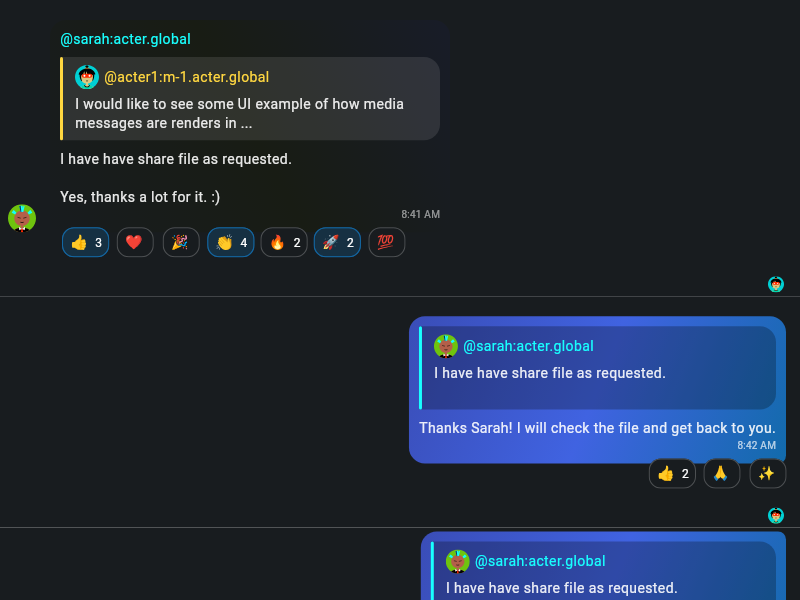 @sarah:acter.global
@acter1:m-1.acter.global
I would like to see some UI example of how media
messages are renders in ...
I have have share file as requested.
Yes, thanks a lot for it. :)
8:41 AM
👍 3 ❤️ 🎉 👏 4 🔥 2 🚀 2 💯
@sarah:acter.global
I have have share file as requested.
Thanks Sarah! I will check the file and get back to you.
8:42 AM
👍 2 🙏 ✨
@sarah:acter.global
I have have share file as requested.